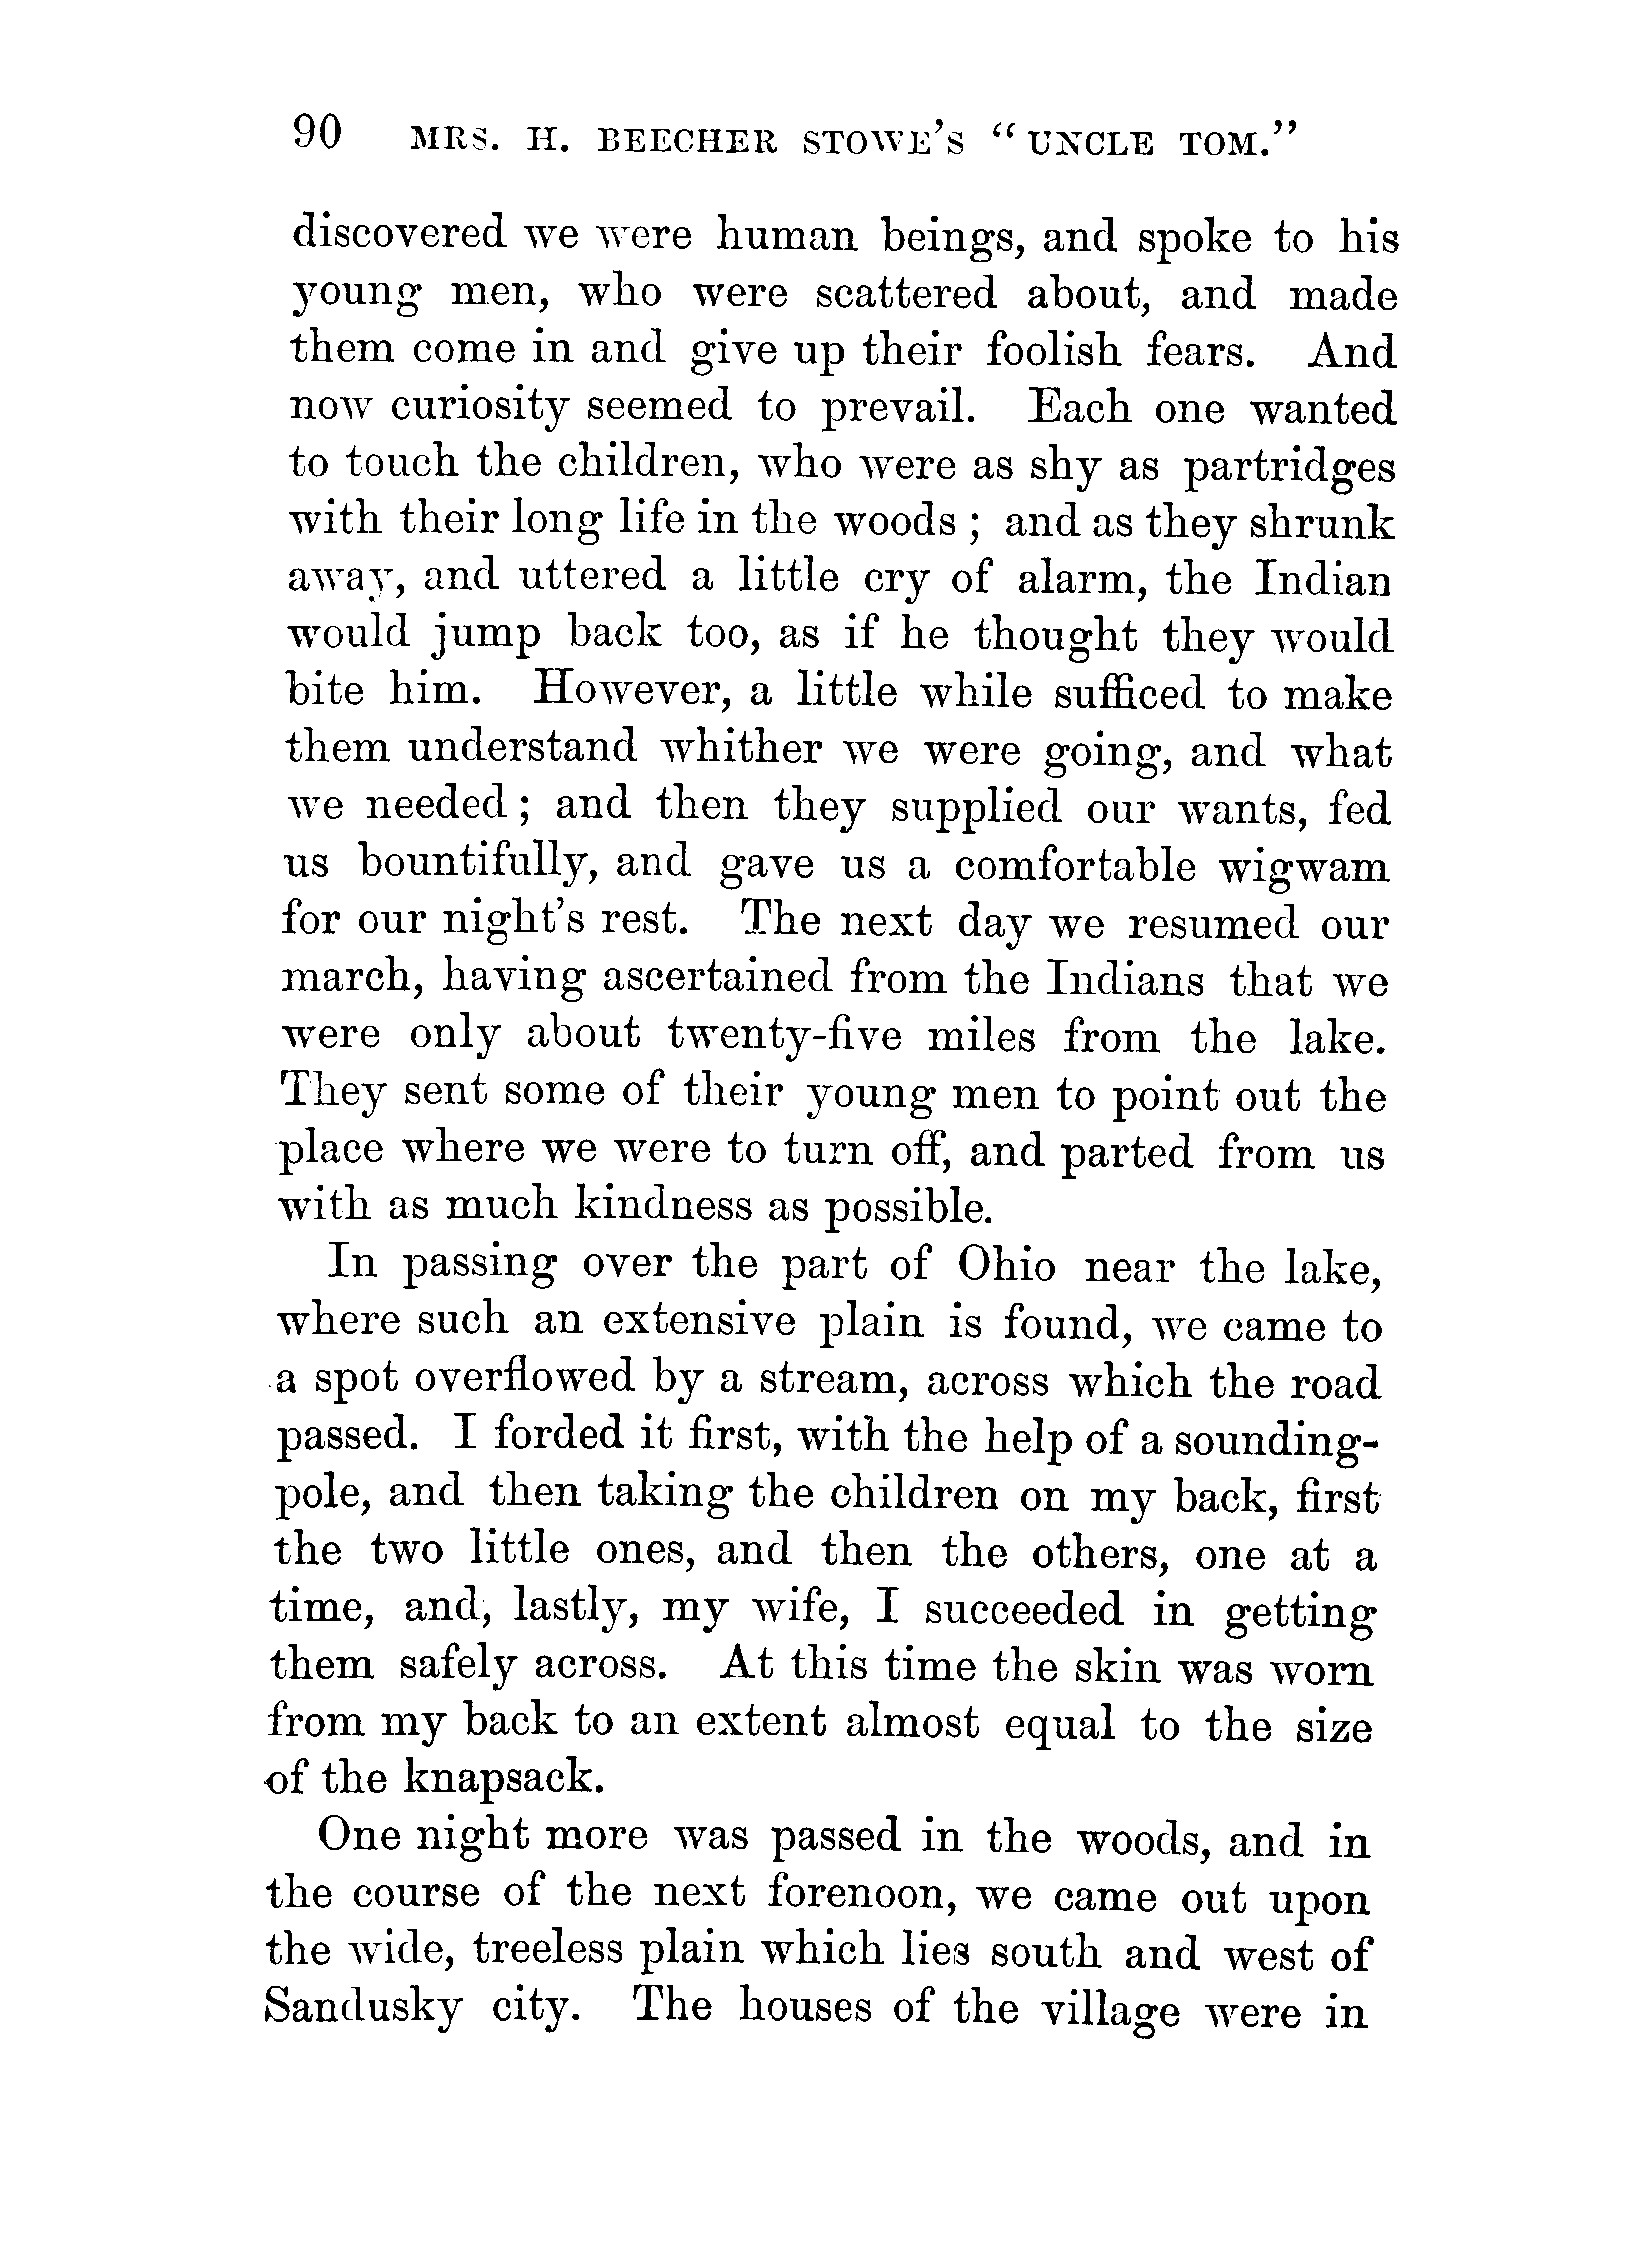 90 MRS. H. BEECHER STOWE'S "UNCLE TOM."
discovered we were human beings, and spoke to his
young men, who were scattered about, and made
them come in and give up their foolish fears. And
now curiosity seemed to prevail. Each one wanted
to touch the children, who were as shy as partridges
with their long life in the woods ; and as they shrunk
away, and uttered a little cry of alarm, the Indian
would jump back too, as if he thought they would
bite him. However, a little while sufficed to make
them understand whither we were going, and what
we needed ; and then they supplied our wants, fed
us bountifully, and gave us a comfortable wigwam
for our night's rest. The next day we resumed our
march, having ascertained from the Indians that we
were only about twenty-five miles from the lake.
They sent some of their young men to point out the
place where we were to turn off, and parted from us
with as much kindness as possible.
In passing over the part of Ohio near the lake,
where such an extensive plain is found, we came to
a spot overflowed by a stream, across which the road
passed. I forded it first, with the help of a sounding-
pole, and then taking the children on my back, first
the two little ones, and then the others, one at a
time, and, lastly, my wife, I succeeded in getting
them safely across. At this time the skin was worn
from my back to an extent almost equal to the size
of the knapsack.
One night more was passed in the woods, and in
the course of the next forenoon, we came out upon
the wide, treeless plain which lies south and west of
Sandusky city. The houses of the village were in